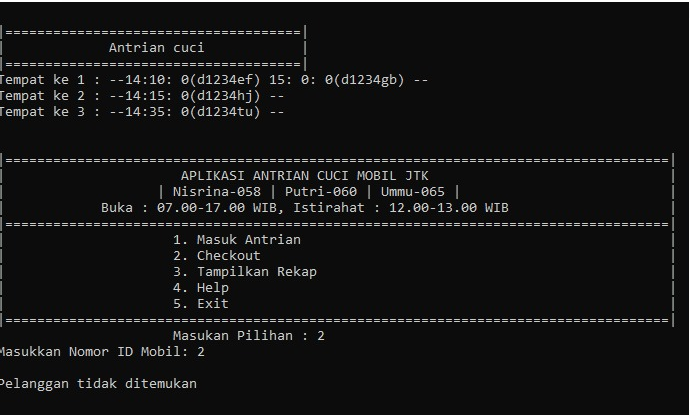 |=====================================|
|             Antrian cuci            |
|=====================================|
Tempat ke 1 : --14:10: 0(d1234ef) 15: 0: 0(d1234gb) --
Tempat ke 2 : --14:15: 0(d1234hj) --
Tempat ke 3 : --14:35: 0(d1234tu) --
|===================================================================================|
|                      APLIKASI ANTRIAN CUCI MOBIL JTK                              |
|                   | Nisrina-058 | Putri-060 | Ummu-065 |                          |
|            Buka : 07.00-17.00 WIB, Istirahat : 12.00-13.00 WIB                    |
|===================================================================================|
|                     1. Masuk Antrian                                              |
|                     2. Checkout                                                   |
|                     3. Tampilkan Rekap                                            |
|                     4. Help                                                       |
|                     5. Exit                                                       |
|===================================================================================|
                      Masukan Pilihan : 2
Masukkan Nomor ID Mobil: 2
Pelanggan tidak ditemukan